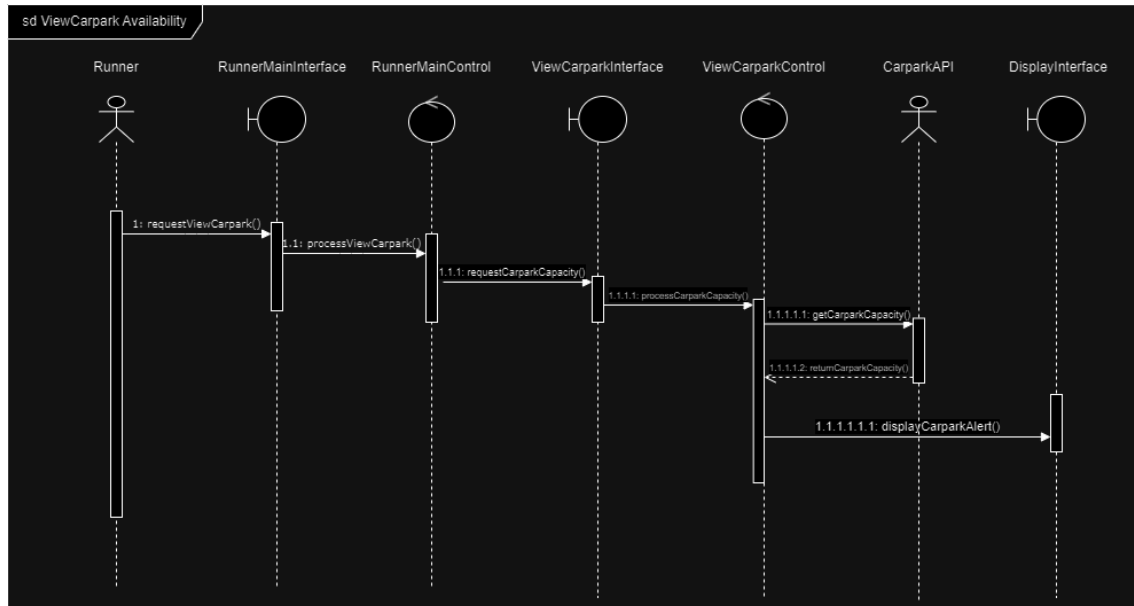 sd ViewCarpark Availability
Runner
RunnerMainInterface
RunnerMainControl
ViewCarparkInterface
ViewCarparkControl
CarparkAPI
DisplayInterface
1: requestViewCarpark()
1.1: processViewCarpark()
1.1.1: requestCarparkCapacity()
1.1.1.1: processCarparkCapacity()
1.1.1.1.1: getCarparkCapacity()
1.1.1.1.2: returnCarparkCapacity()
1.1.1.1.1.1: displayCarparkAlert()